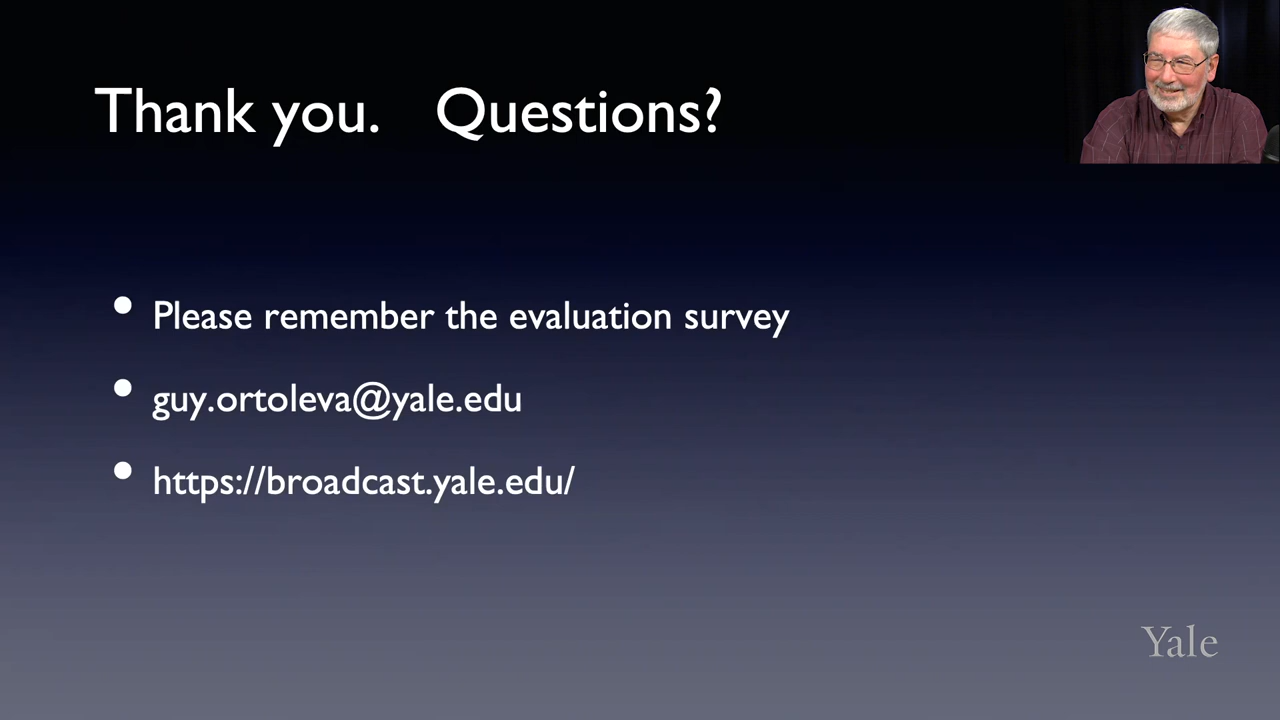 Thank you. Questions?
• Please remember the evaluation survey
• guy.ortoleva@yale.edu
• https://broadcast.yale.edu/
Yale